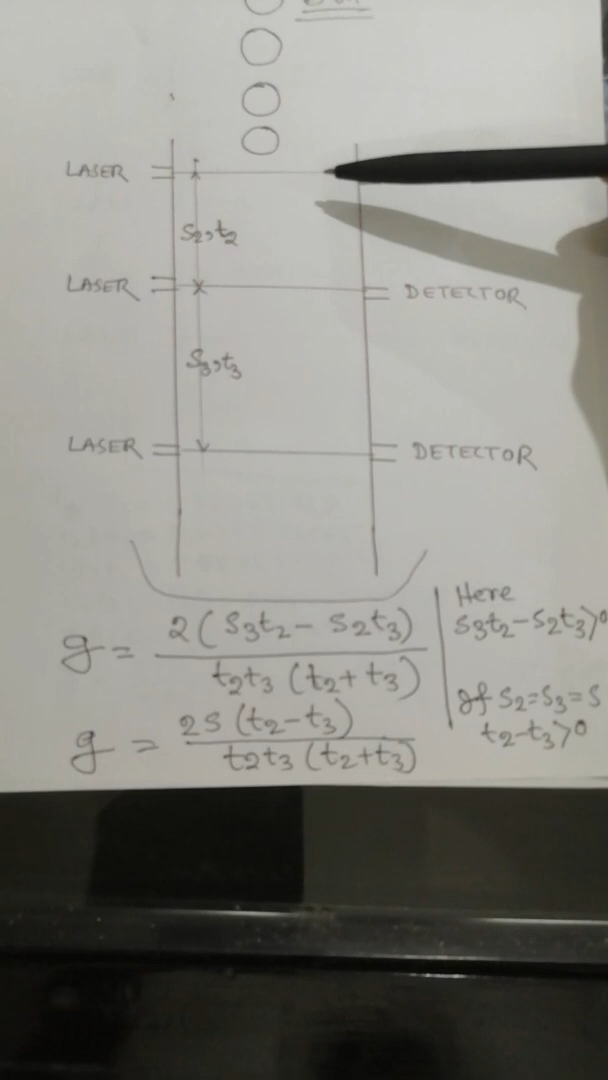 LASER
S2,t2
LASER
DETECTOR
S3,t3
LASER
DETECTOR
g = 2(S3t2 - S2t3) / t2t3 (t2 + t3)
Here
S3t2-S2t3>0
g = 2S (t2-t3) / t2t3 (t2+t3)
If S2=S3=S
t2-t3>0